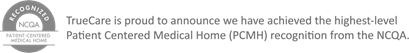 RECOGNIZED
NCQA
PATIENT-CENTERED
MEDICAL HOME
TrueCare is proud to announce we have achieved the highest-level
Patient Centered Medical Home (PCMH) recognition from the NCQA.